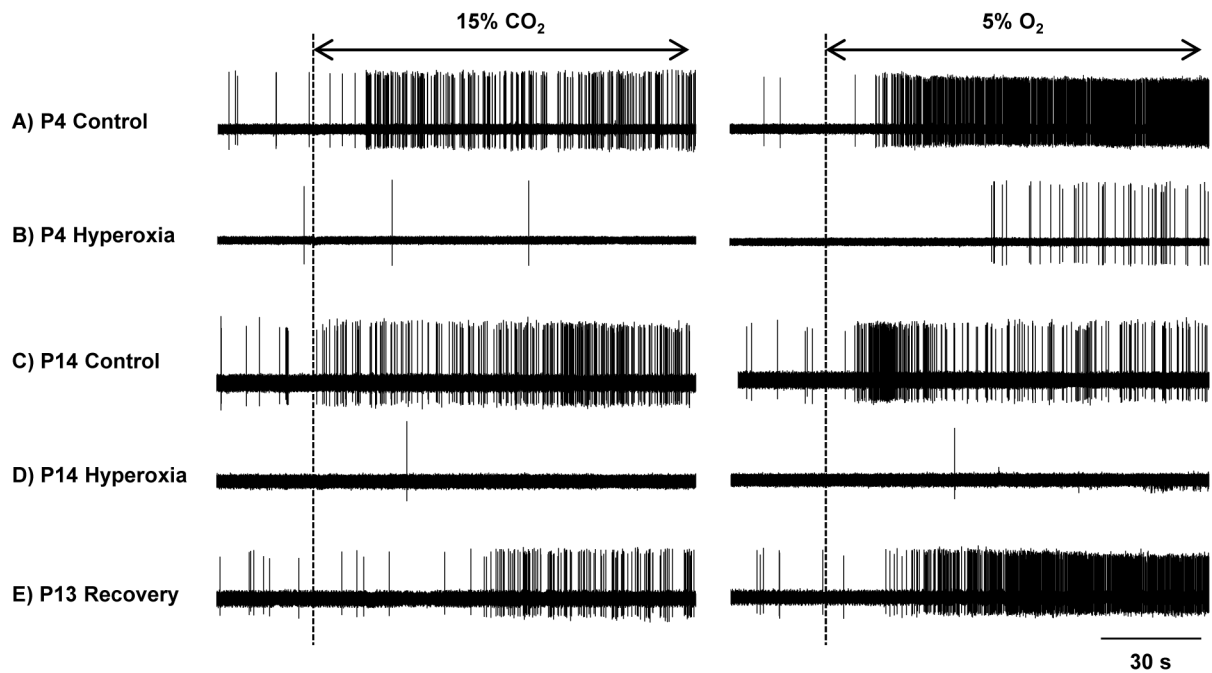 15% CO₂
5% O₂
A) P4 Control
B) P4 Hyperoxia
C) P14 Control
D) P14 Hyperoxia
E) P13 Recovery
30 s